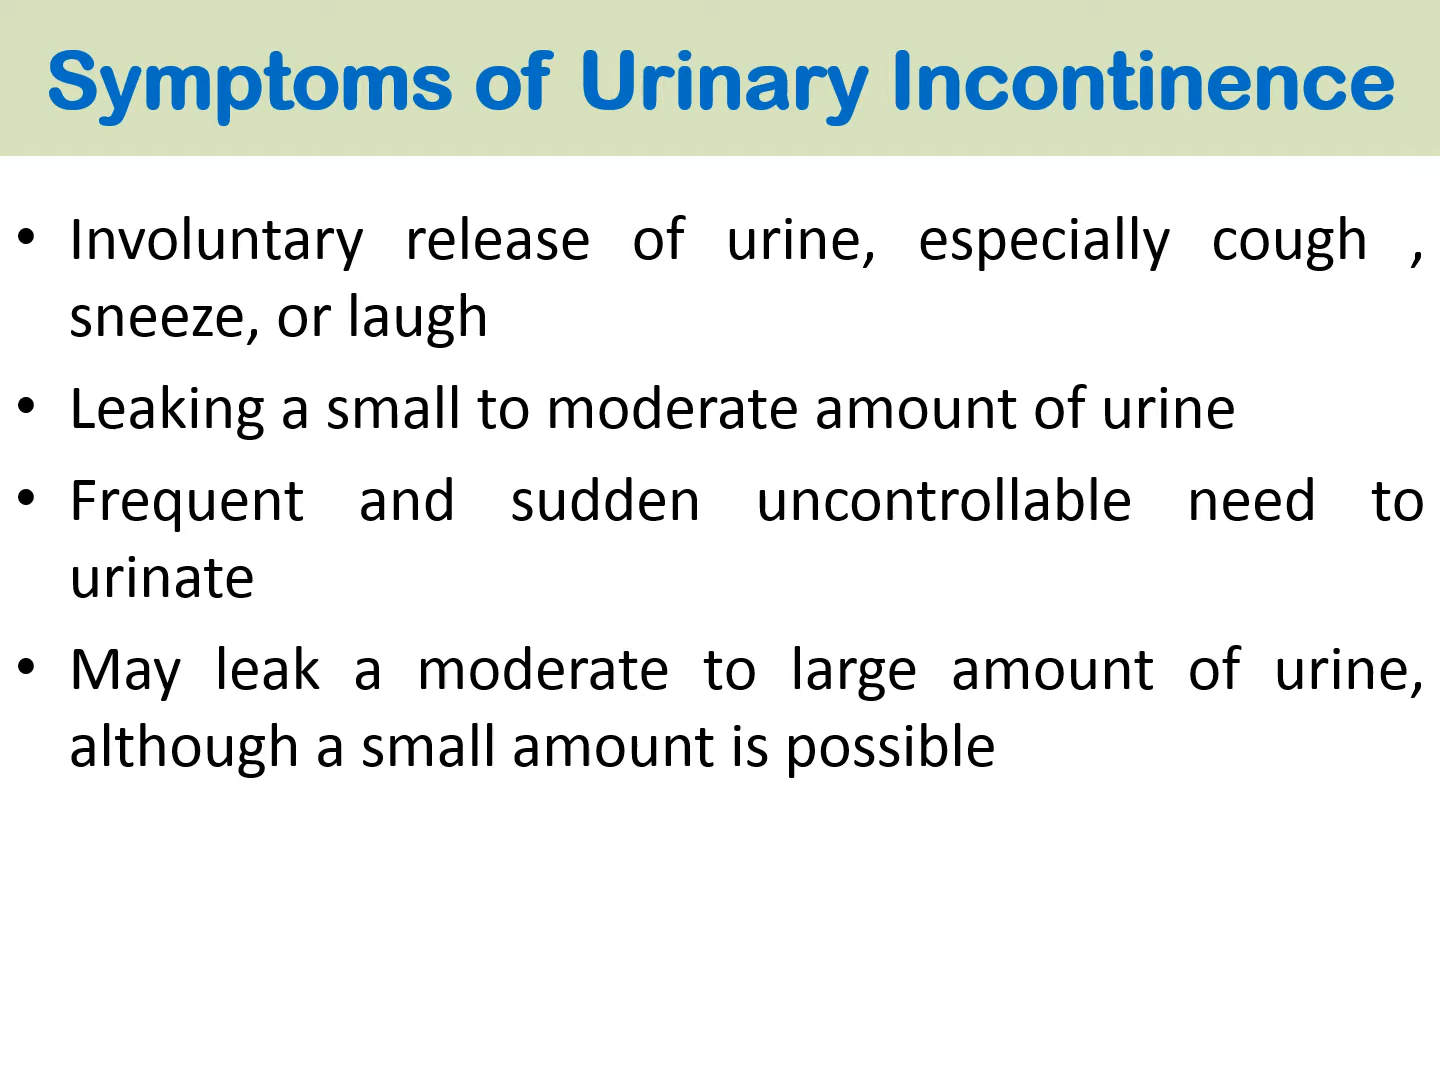 Symptoms of Urinary Incontinence
• Involuntary release of urine, especially cough ,
sneeze, or laugh
• Leaking a small to moderate amount of urine
• Frequent and sudden uncontrollable need to
urinate
• May leak a moderate to large amount of urine,
although a small amount is possible